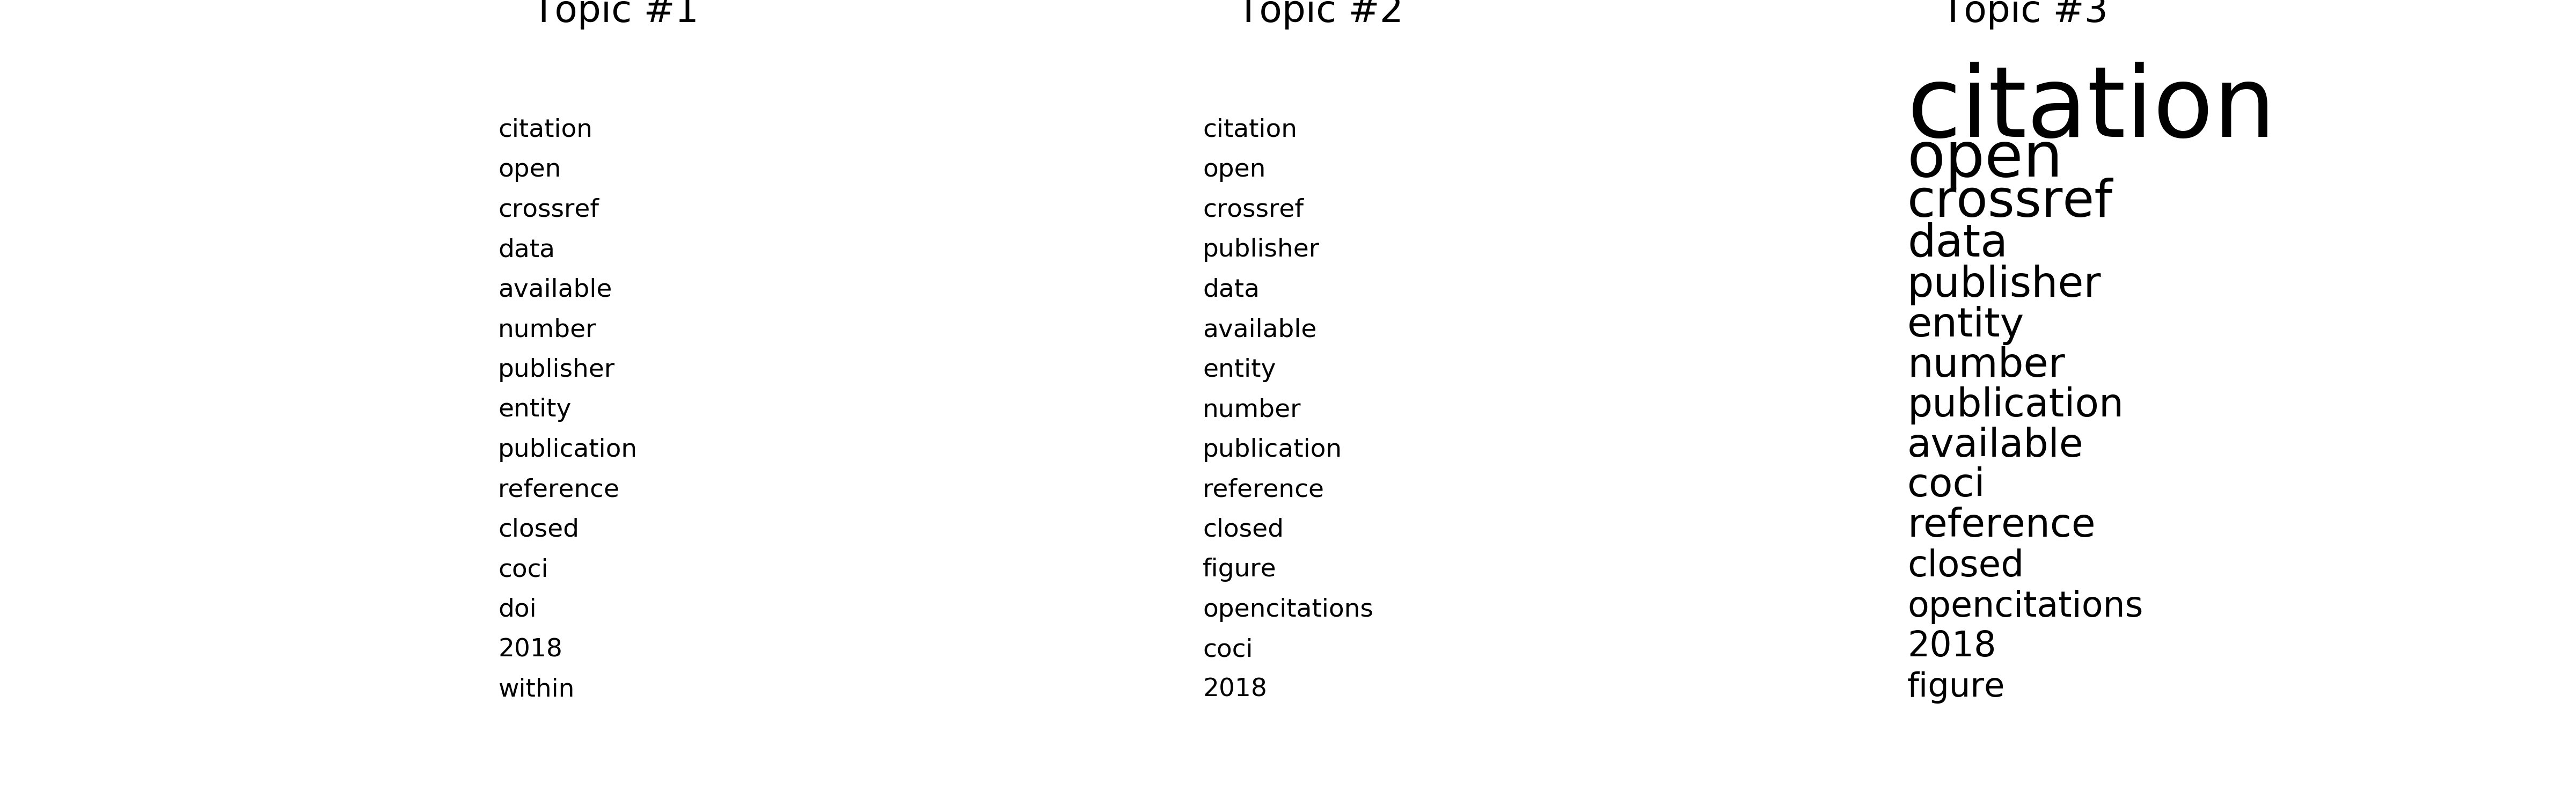 Topic #1
citation
open
crossref
data
available
number
publisher
entity
publication
reference
closed
coci
doi
2018
within
Topic #2
citation
open
crossref
publisher
data
available
entity
number
publication
reference
closed
figure
opencitations
coci
2018
Topic #3
citation
open
crossref
data
publisher
entity
number
publication
available
coci
reference
closed
opencitations
2018
figure